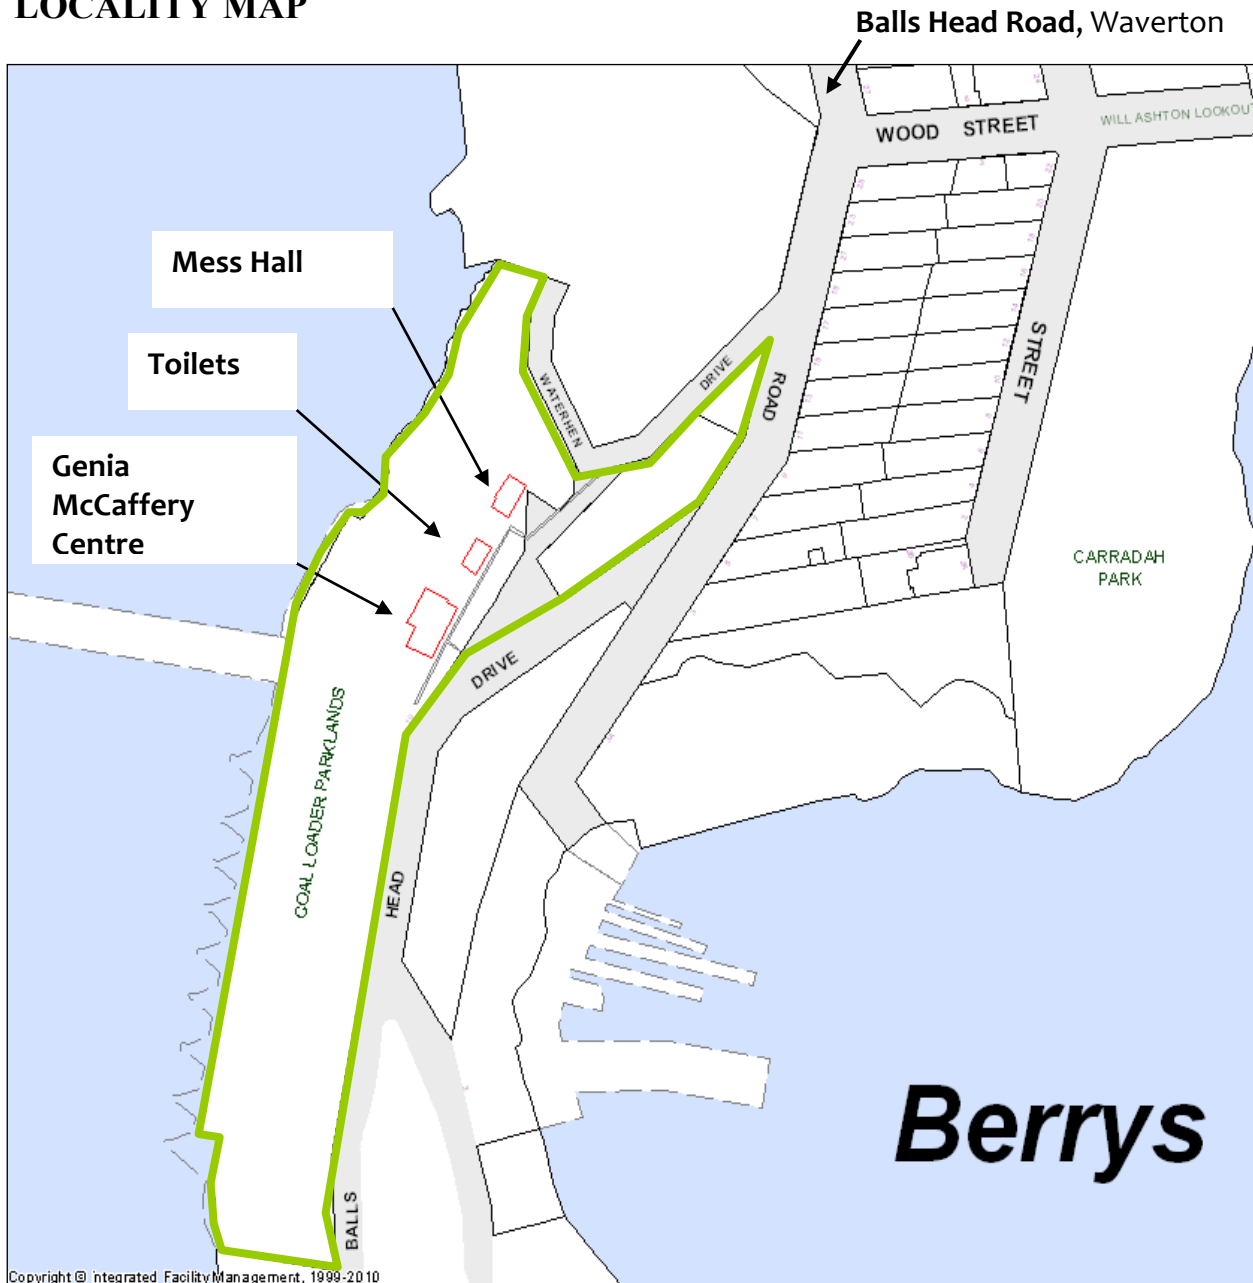 LOCALITY MAP
Balls Head Road, Waverton
WOOD STREET
WILL ASHTON LOOKOUT
Mess Hall
Toilets
Genia
McCaffery
Centre
WATERHEN
DRIVE
ROAD
STREET
CARRADAH
PARK
DRIVE
COAL LOADER PARKLANDS
HEAD
BALLS
Berrys
Copyright © integrated Facility Management, 1999-2010